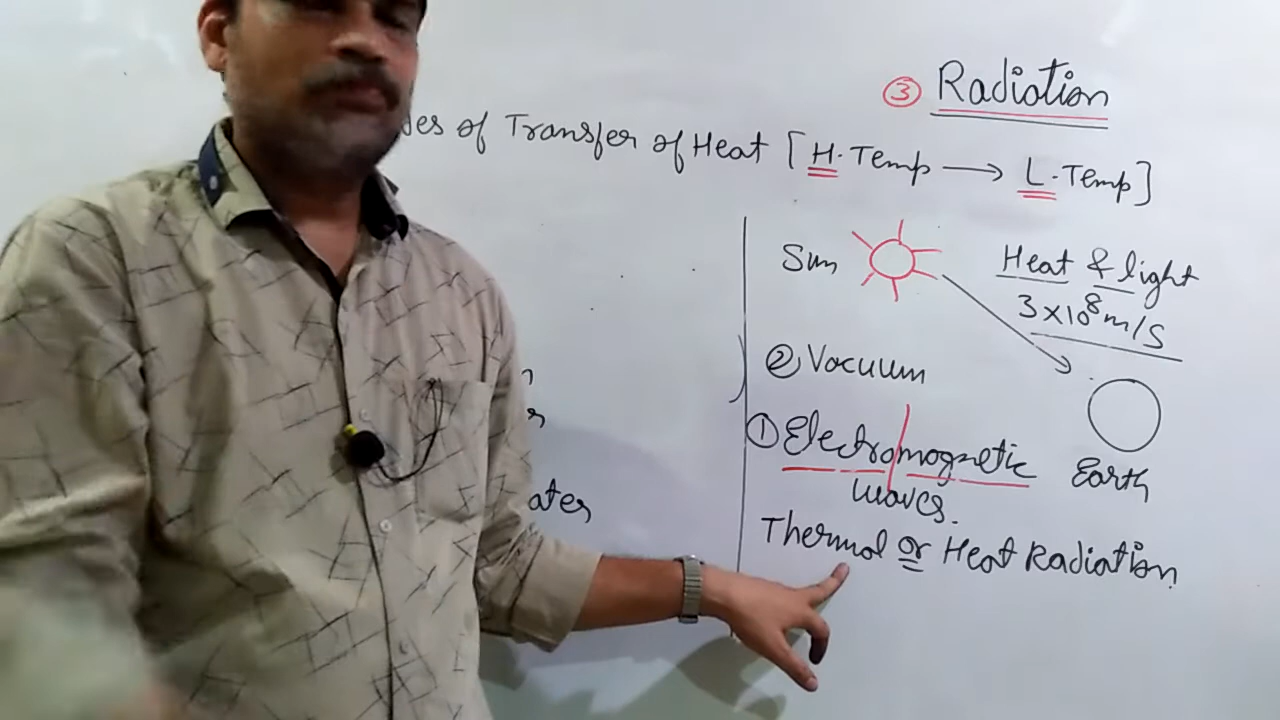 ③ Radiation
des of Transfer of Heat [H. Temp → L. Temp]
Sun
Heat & light
3×10⁸ m/s
② Vacuum
① Electromagnetic
waves.
Earth
Thermal or Heat Radiation